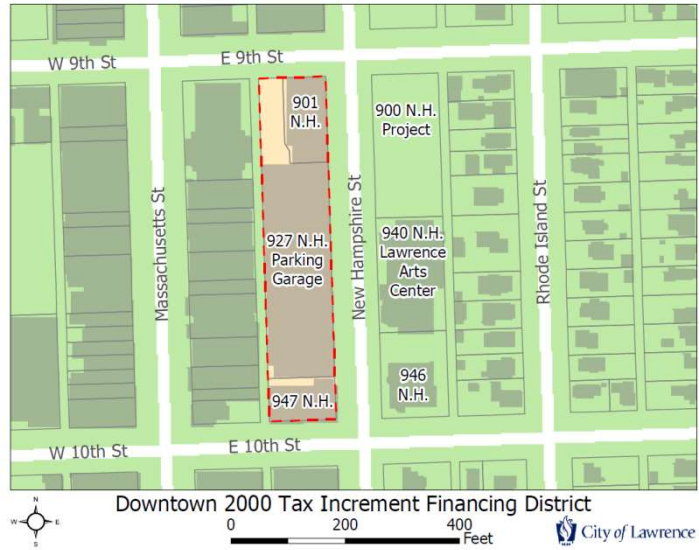 W 9th St
E 9th St
901
N.H.
900 N.H.
Project
Massachusetts St
New Hampshire St
Rhode Island St
927 N.H.
Parking
Garage
940 N.H.
Lawrence
Arts
Center
946
N.H.
947 N.H.
W 10th St
E 10th St
N
W
E
S
Downtown 2000 Tax Increment Financing District
0
200
400
Feet
City of Lawrence